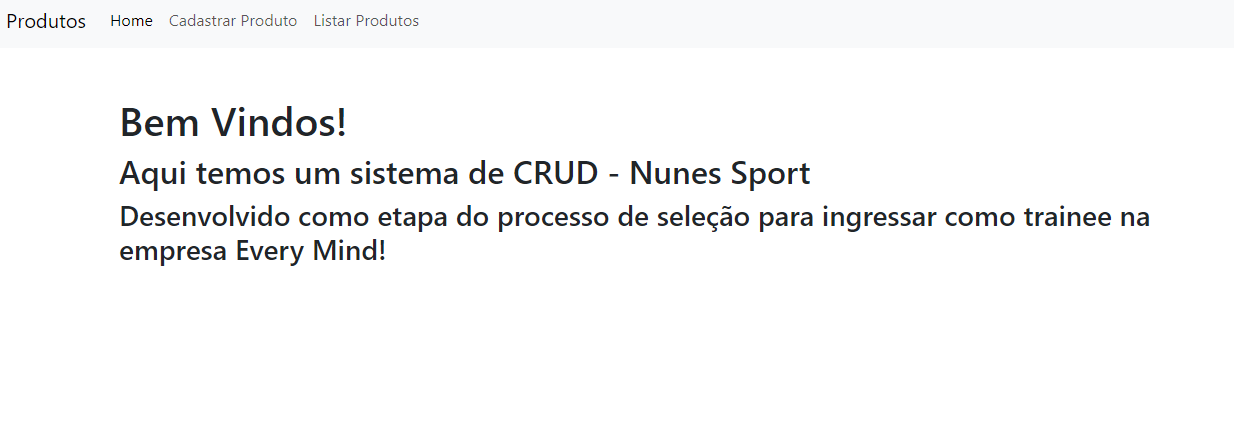 Produtos Home Cadastrar Produto Listar Produtos
Bem Vindos!
Aqui temos um sistema de CRUD - Nunes Sport
Desenvolvido como etapa do processo de seleção para ingressar como trainee na
empresa Every Mind!